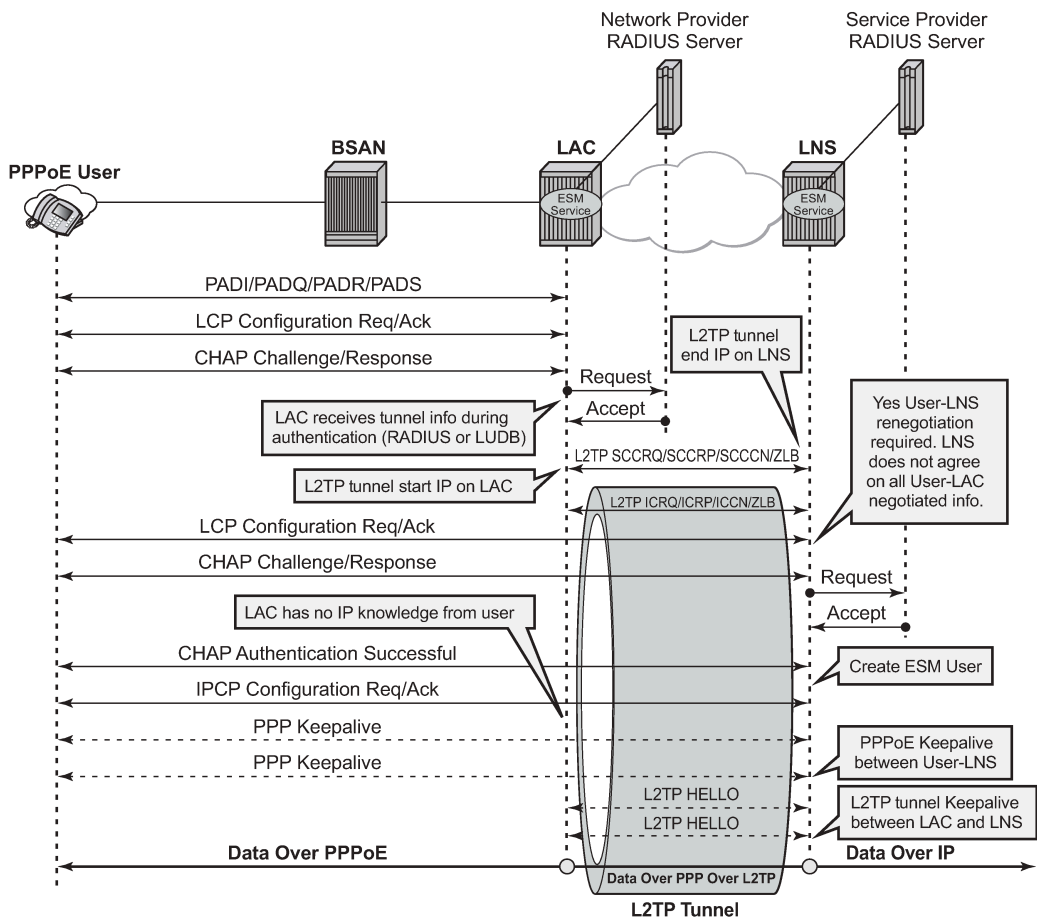 Network Provider
RADIUS Server
Service Provider
RADIUS Server
BSAN
LAC
LNS
PPPoE User
ESM
Service
ESM
Service
PADI/PADQ/PADR/PADS
LCP Configuration Req/Ack
L2TP tunnel
end IP on LNS
CHAP Challenge/Response
Request
Accept
LAC receives tunnel info during
authentication (RADIUS or LUDB)
Yes User-LNS
renegotiation
required. LNS
does not agree
on all User-LAC
negotiated info.
L2TP SCCRQ/SCCRP/SCCCN/ZLB
L2TP tunnel start IP on LAC
L2TP ICRQ/ICRP/ICCN/ZLB
LCP Configuration Req/Ack
CHAP Challenge/Response
Request
LAC has no IP knowledge from user
Accept
CHAP Authentication Successful
Create ESM User
IPCP Configuration Req/Ack
PPP Keepalive
PPPoE Keepalive
between User-LNS
PPP Keepalive
L2TP HELLO
L2TP tunnel Keepalive
between LAC and LNS
L2TP HELLO
Data Over PPPoE
Data Over IP
Data Over PPP Over L2TP
L2TP Tunnel